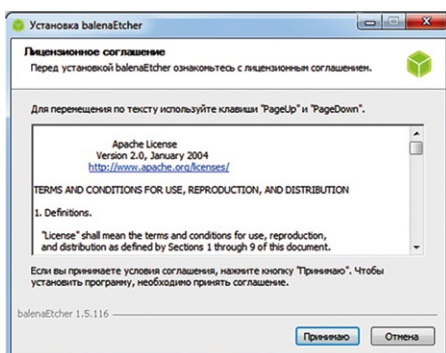 Установка balenaEtcher
Лицензионное соглашение
Перед установкой balenaEtcher ознакомьтесь с лицензионным соглашением.
Для перемещения по тексту используйте клавиши "PageUp" и "PageDown".
Apache License
Version 2.0, January 2004
http://www.apache.org/licenses/
TERMS AND CONDITIONS FOR USE, REPRODUCTION, AND DISTRIBUTION
1. Definitions.
"License" shall mean the terms and conditions for use, reproduction,
and distribution as defined by Sections 1 through 9 of this document.
Если вы принимаете условия соглашения, нажмите кнопку "Принимаю". Чтобы
установить программу, необходимо принять соглашение.
balenaEtcher 1.5.116
Принимаю Отмена